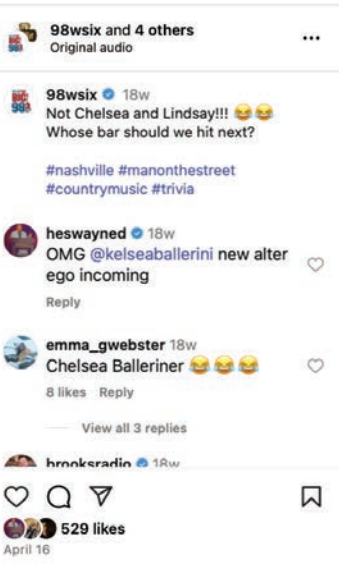 98wsix and 4 others
Original audio
98wsix 18w
Not Chelsea and Lindsay!!! 😂😂
Whose bar should we hit next?
#nashville #manonthestreet
#countrymusic #trivia
heswayned 18w
OMG @kelseaballerini new alter
ego incoming
Reply
emma_gwebster 18w
Chelsea Balleriner 😂😂😂
8 likes Reply
View all 3 replies
brooksradio 18w
529 likes
April 16